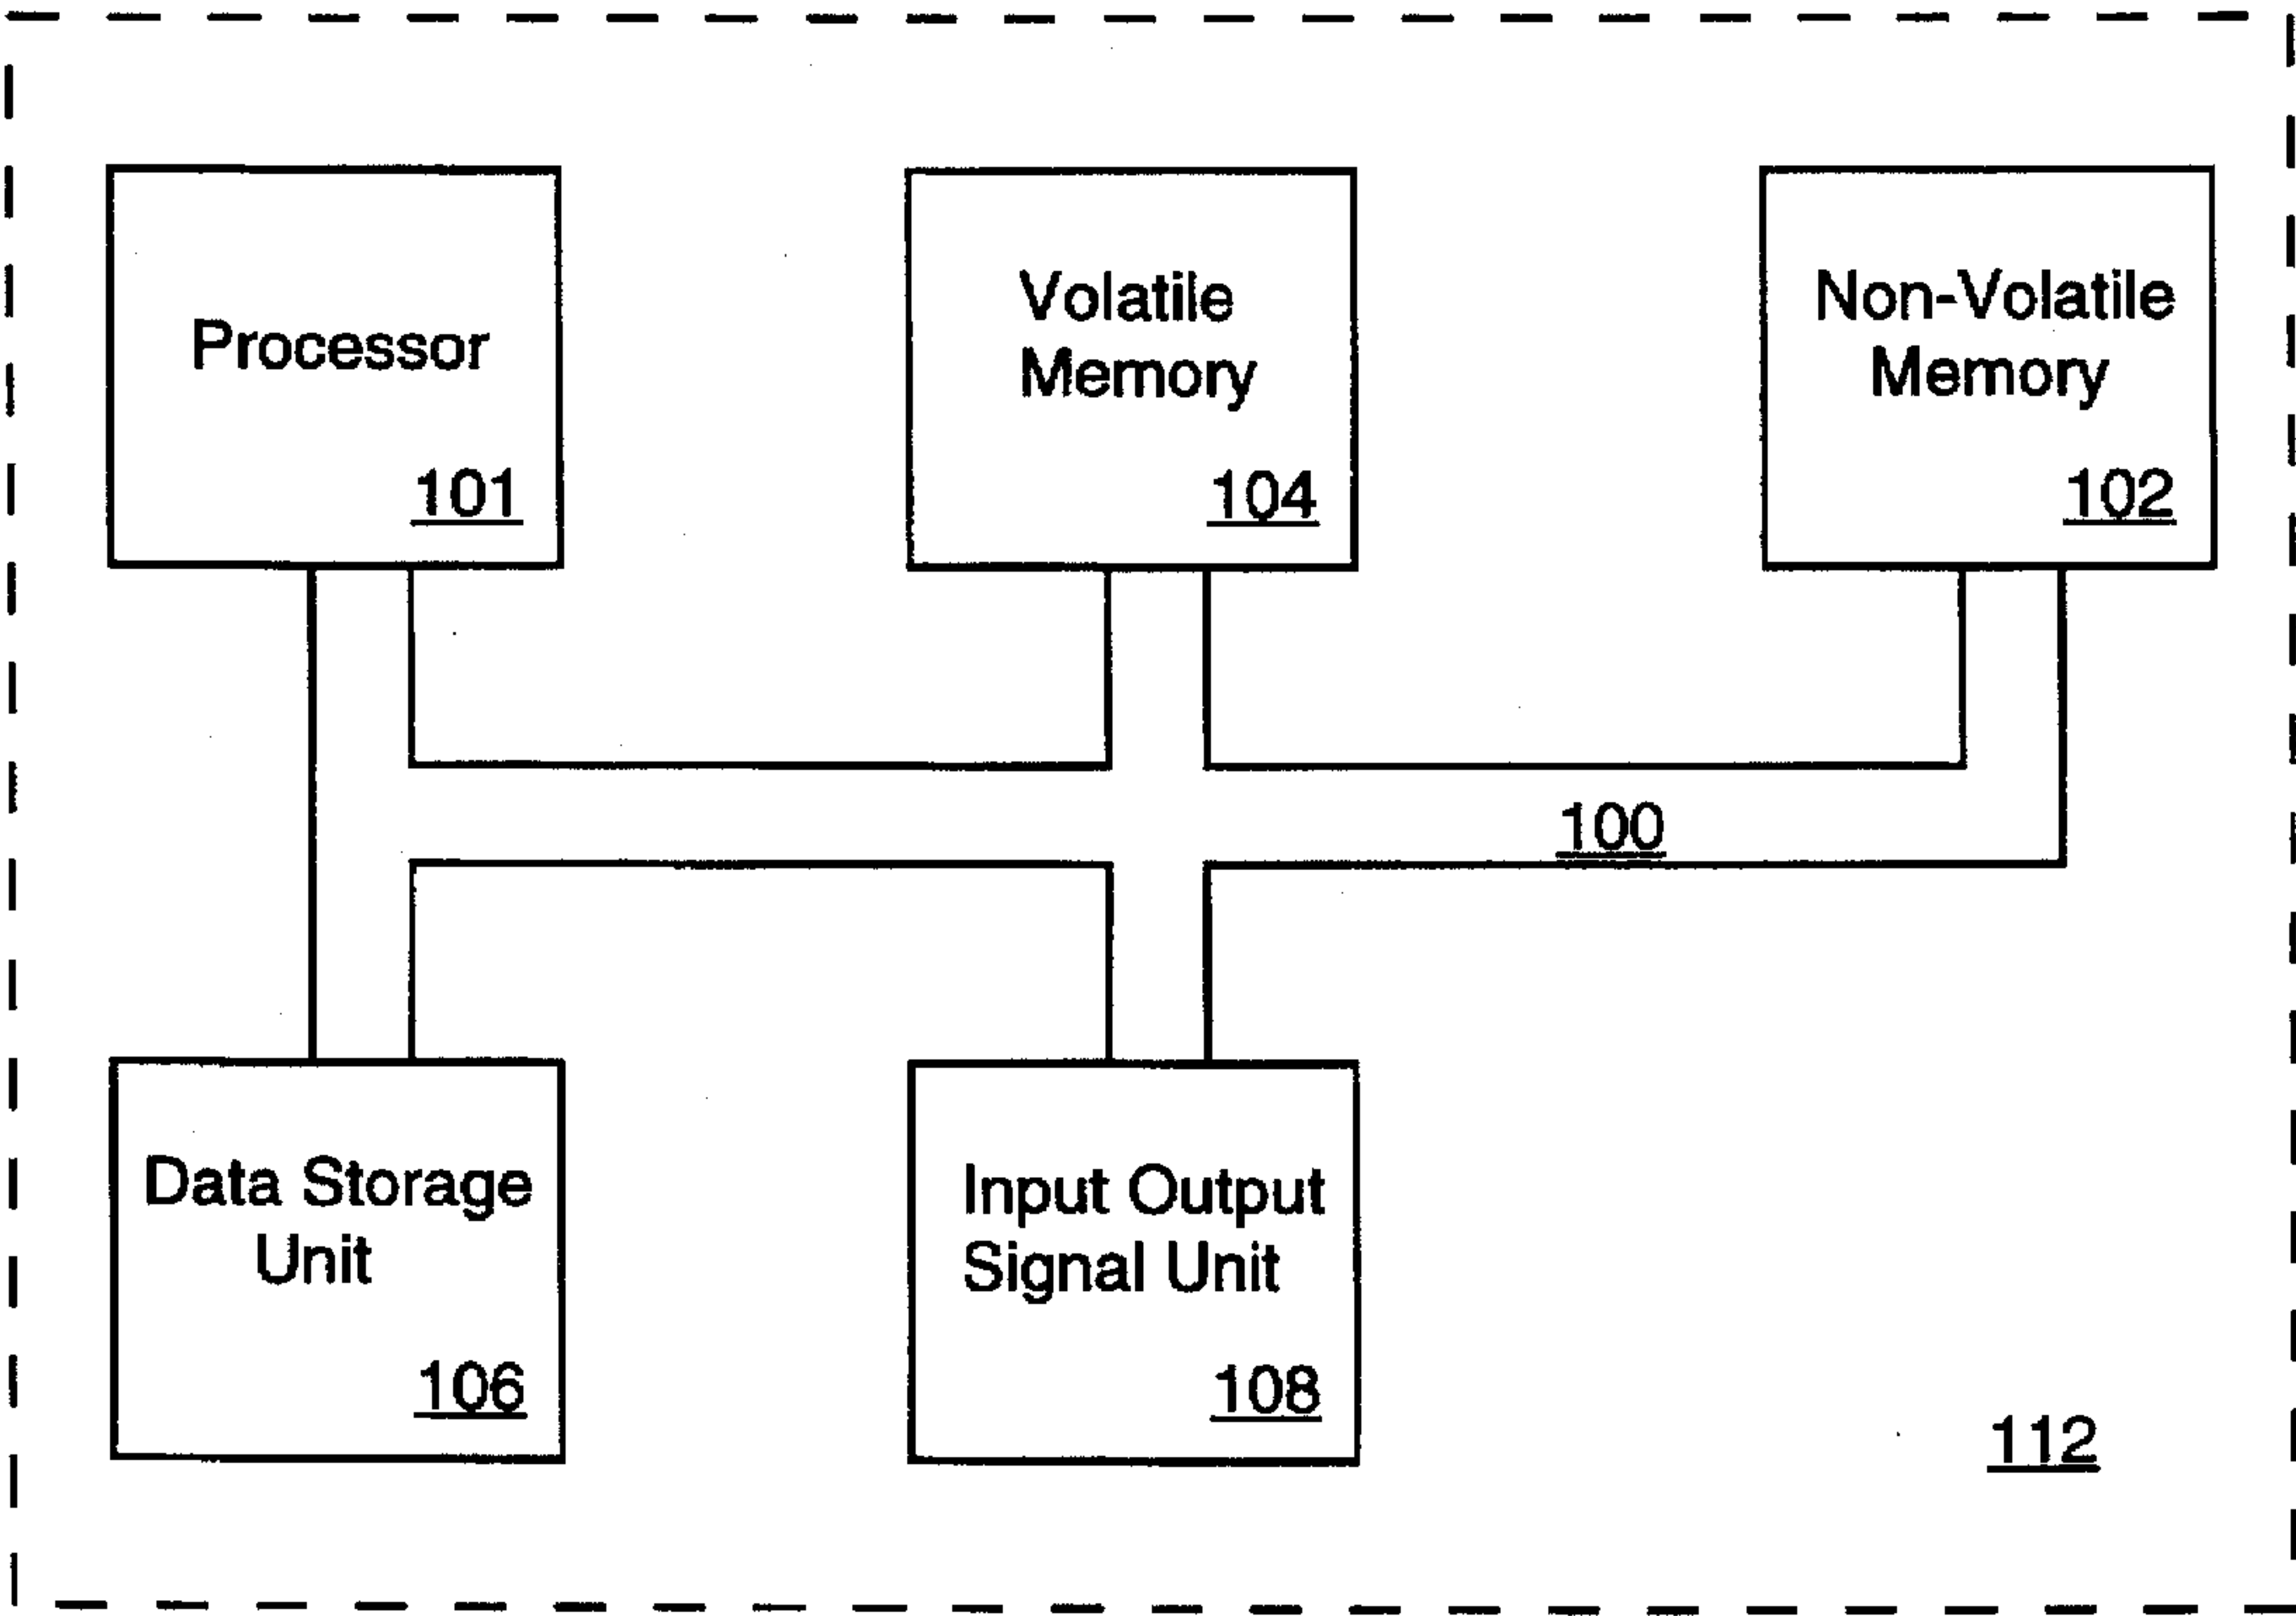 Processor
101
Volatile
Memory
104
Non-Volatile
Memory
102
100
Data Storage
Unit
106
Input Output
Signal Unit
108
112